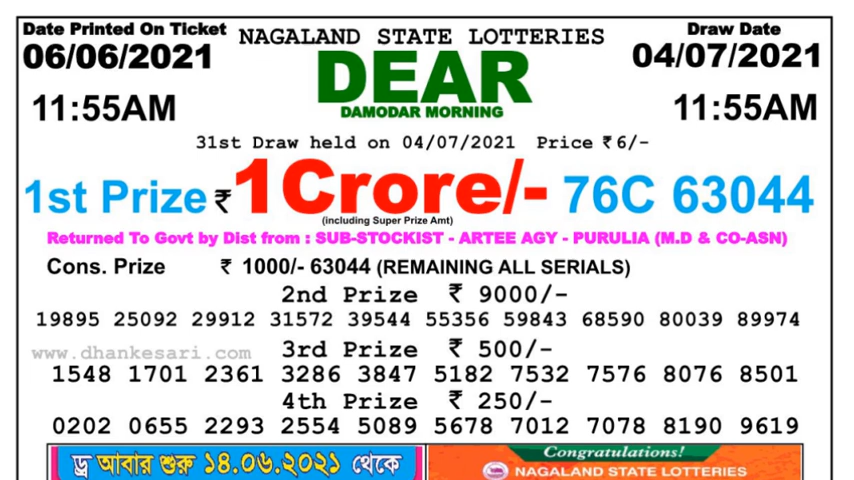 Date Printed On Ticket
06/06/2021
11:55AM
NAGALAND STATE LOTTERIES
DEAR
DAMODAR MORNING
Draw Date
04/07/2021
11:55AM
31st Draw held on 04/07/2021 Price ₹6/-
1st Prize ₹1Crore/- 76C 63044
(including Super Prize Amt)
Returned To Govt by Dist from : SUB-STOCKIST - ARTEE AGY - PURULIA (M.D & CO-ASN)
Cons. Prize ₹ 1000/- 63044 (REMAINING ALL SERIALS)
2nd Prize ₹ 9000/-
19895 25092 29912 31572 39544 55356 59843 68590 80039 89974
www.dhankesari.com
3rd Prize ₹ 500/-
1548 1701 2361 3286 3847 5182 7532 7576 8076 8501
4th Prize ₹ 250/-
0202 0655 2293 2554 5089 5678 7012 7078 8190 9619
ড্র আবার শুরু ১৪.০৬.২০২১ থেকে
Congratulations!
NAGALAND STATE LOTTERIES